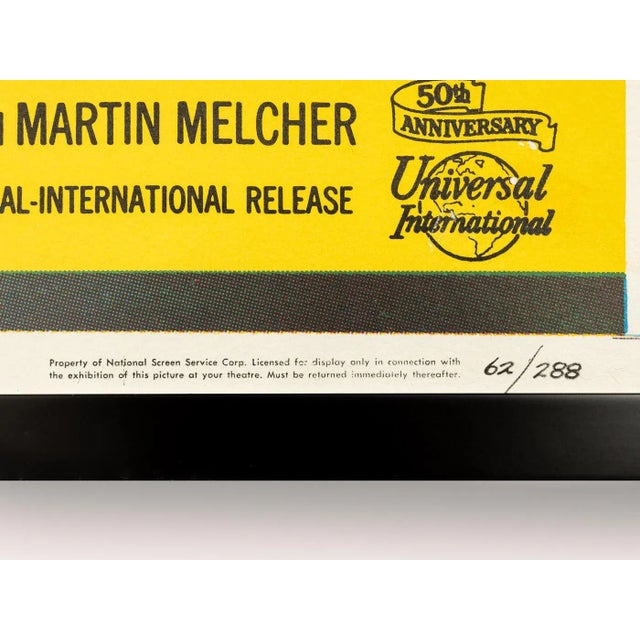 50th
ANNIVERSARY
MARTIN MELCHER
Universal
International
AL-INTERNATIONAL RELEASE
Property of National Screen Service Corp. Licensed for display only in connection with
the exhibition of this picture at your theatre. Must be returned immediately thereafter.
62/288